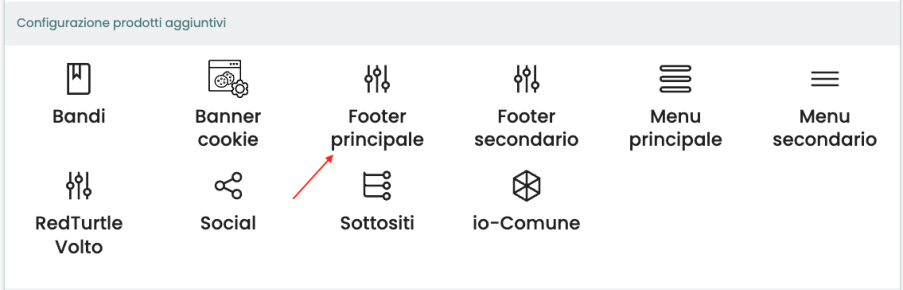 Configurazione prodotti aggiuntivi
Bandi
Banner
cookie
Footer
principale
Footer
secondario
Menu
principale
Menu
secondario
RedTurtle
Volto
Social
Sottositi
io-Comune